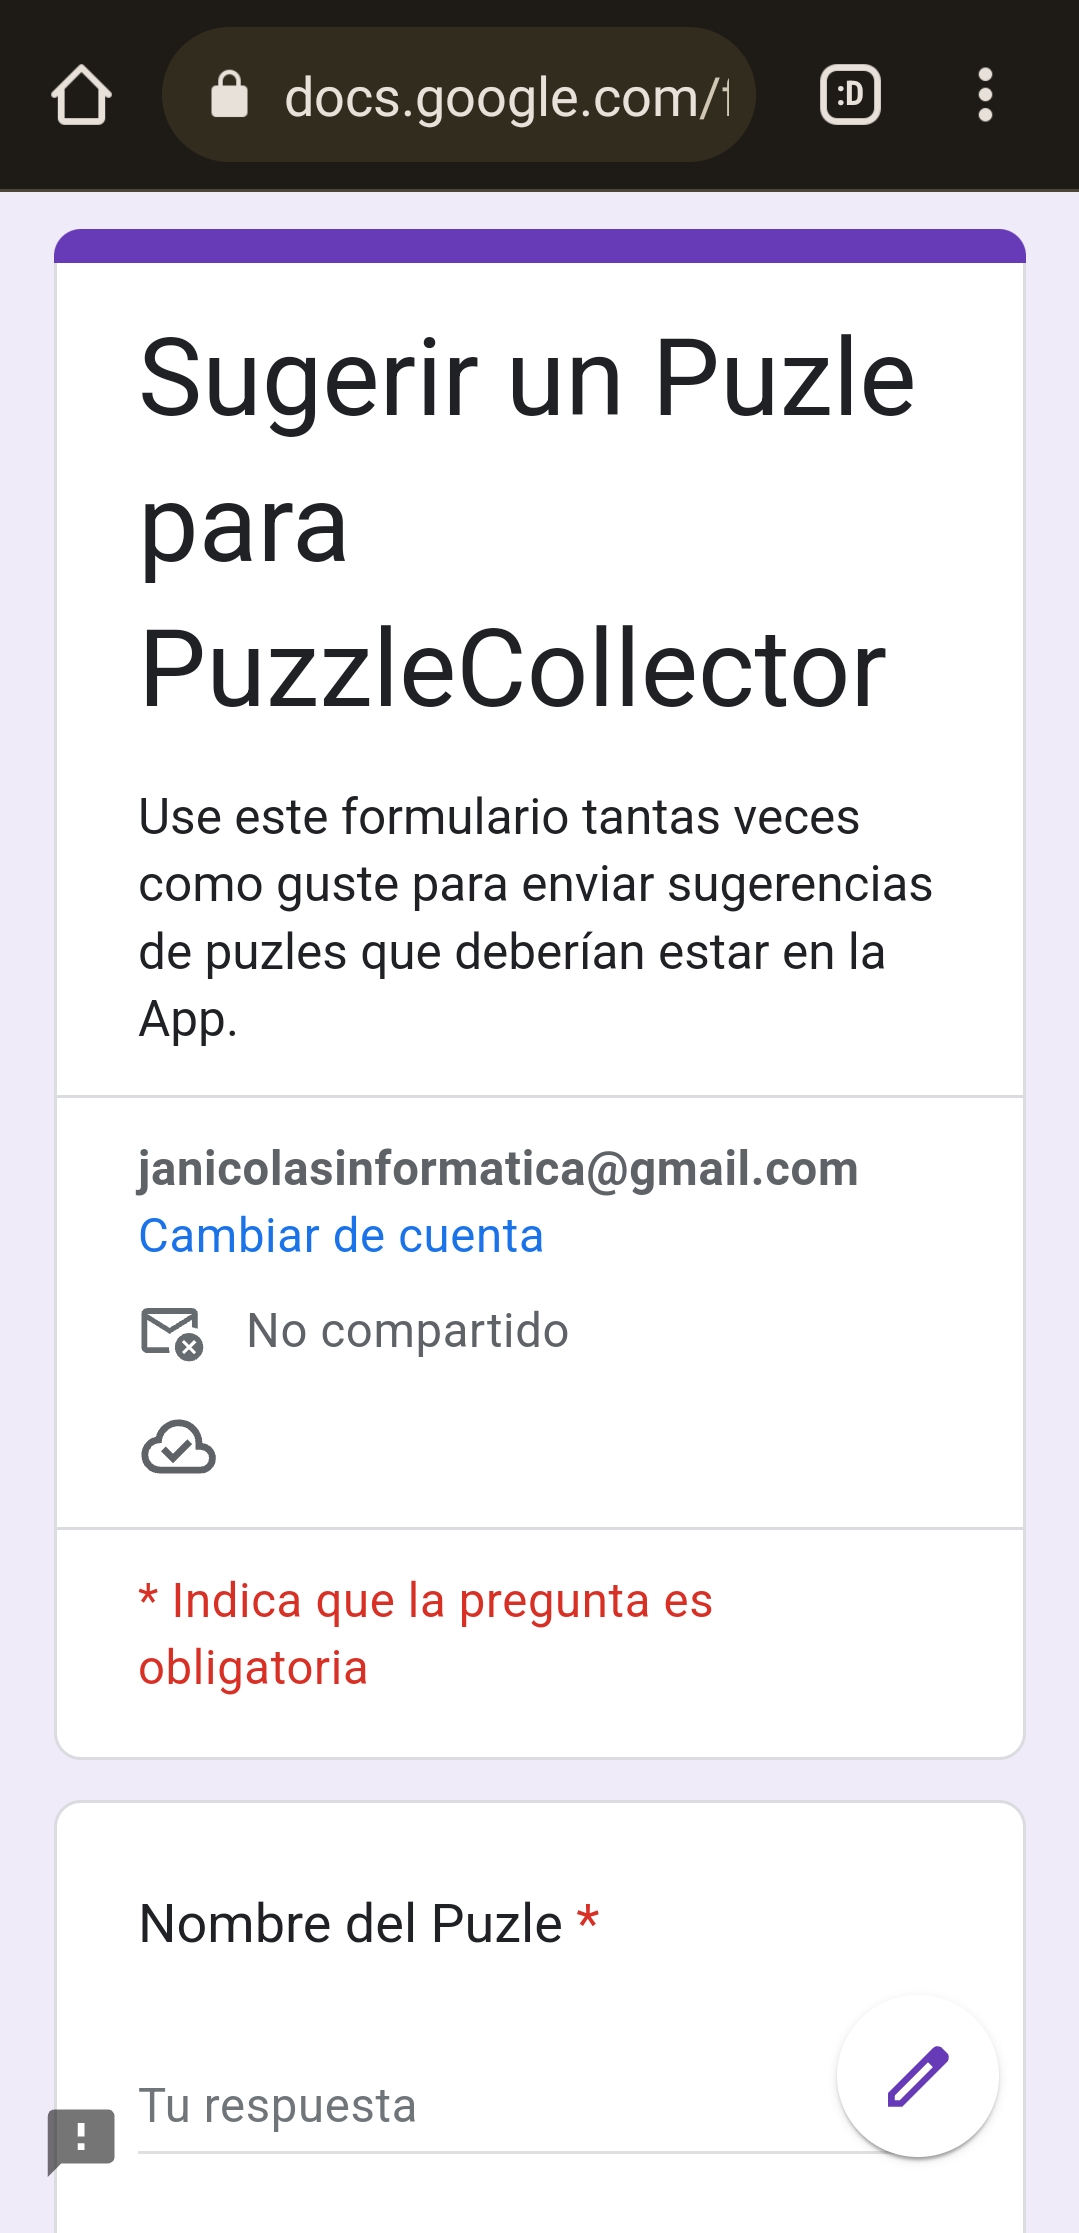 docs.google.com/
:D
Sugerir un Puzle
para
PuzzleCollector
Use este formulario tantas veces
como guste para enviar sugerencias
de puzles que deberían estar en la
App.
janicolasinformatica@gmail.com
Cambiar de cuenta
No compartido
* Indica que la pregunta es
obligatoria
Nombre del Puzle *
Tu respuesta